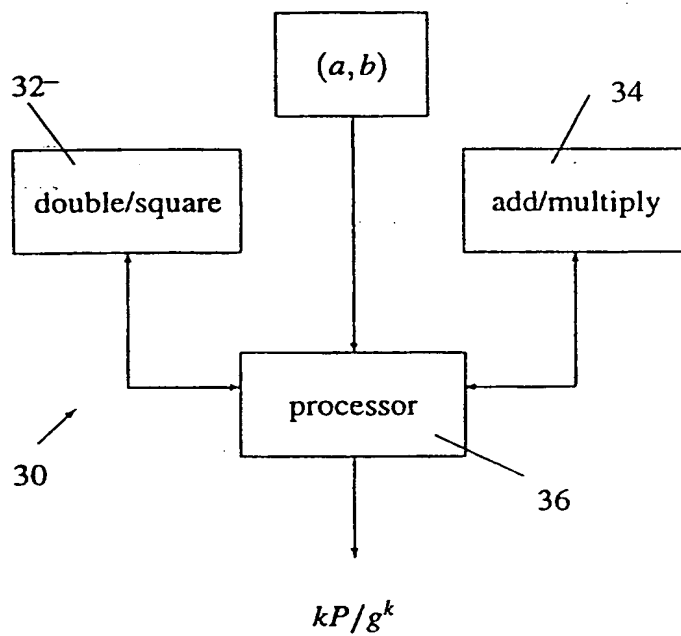 (a, b)
32
34
double/square
add/multiply
processor
30
36
kP/g^k